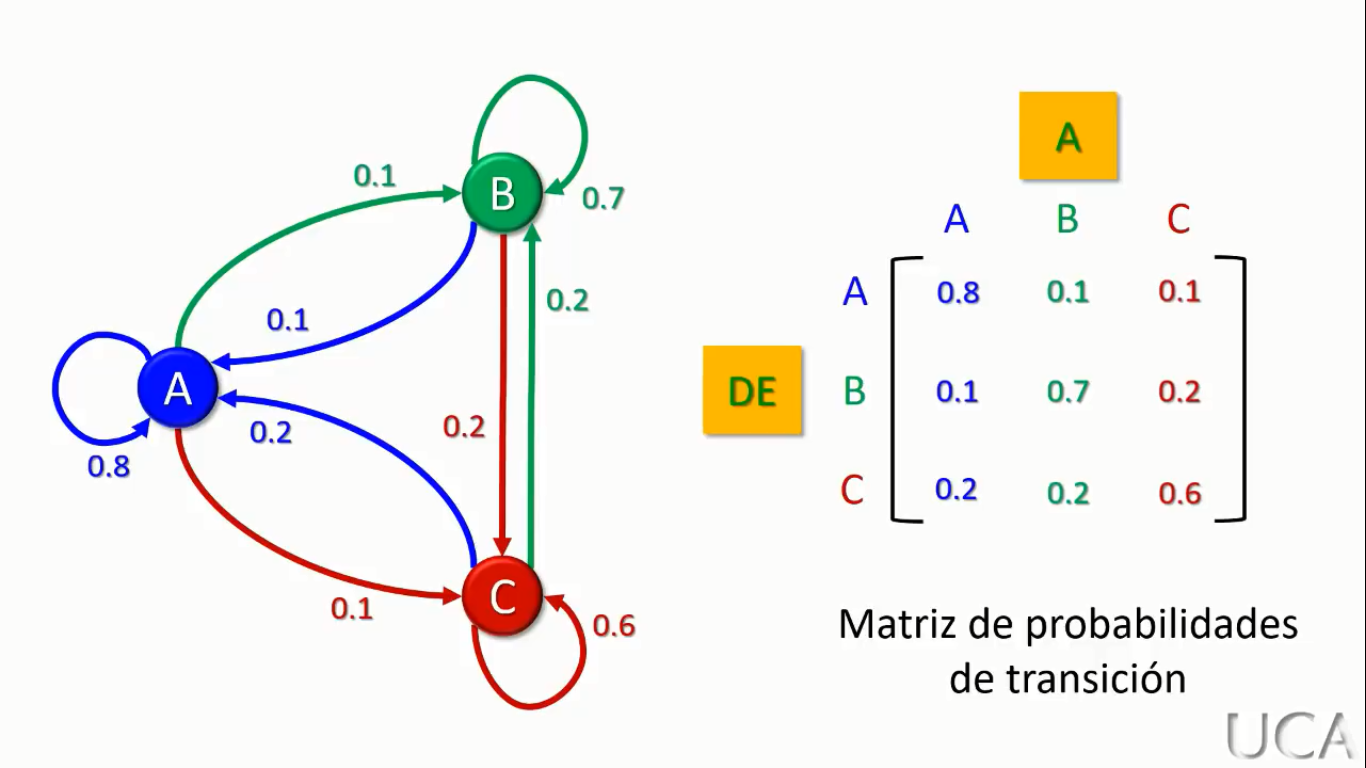 0.1
B
0.7
0.1
0.2
A
0.8
0.2
0.2
0.1
C
0.6
A
A B C
A 0.8 0.1 0.1
DE
B 0.1 0.7 0.2
C 0.2 0.2 0.6
Matriz de probabilidades
de transición
UCA